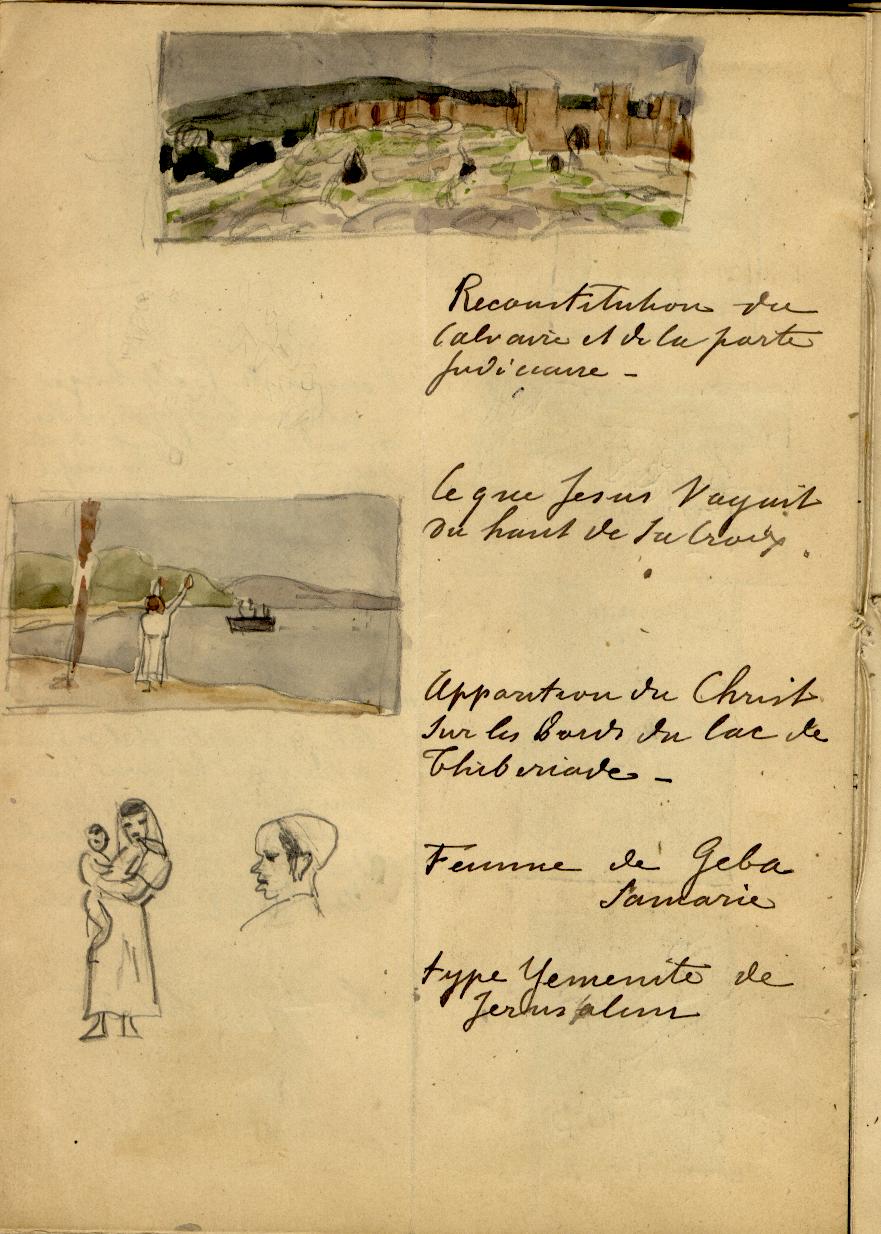 Reconstitution du
Calvaire et de la porte
Judiciaire -
Ce que Jesus Voyait
Du haut de Sa Croix.
Apparition du Christ
Sur les Bords du lac de
Thiberiade -
Femme de Geba
Samarie
type Yemenite de
Jerusalem